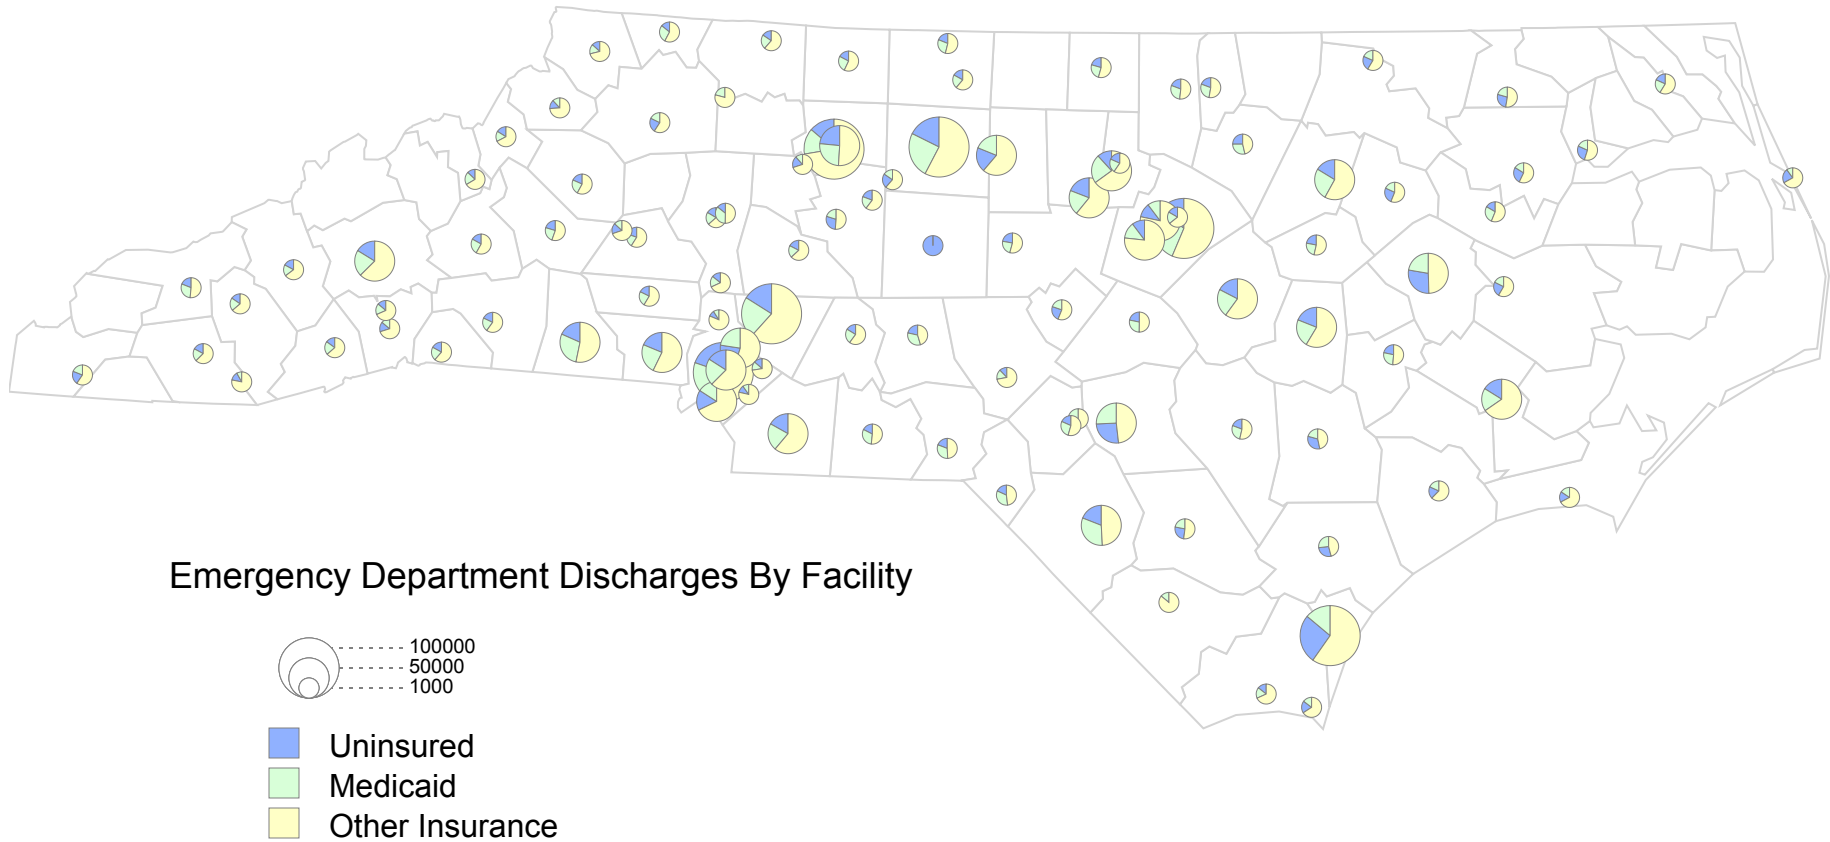 Emergency Department Discharges By Facility
100000
50000
1000
Uninsured
Medicaid
Other Insurance